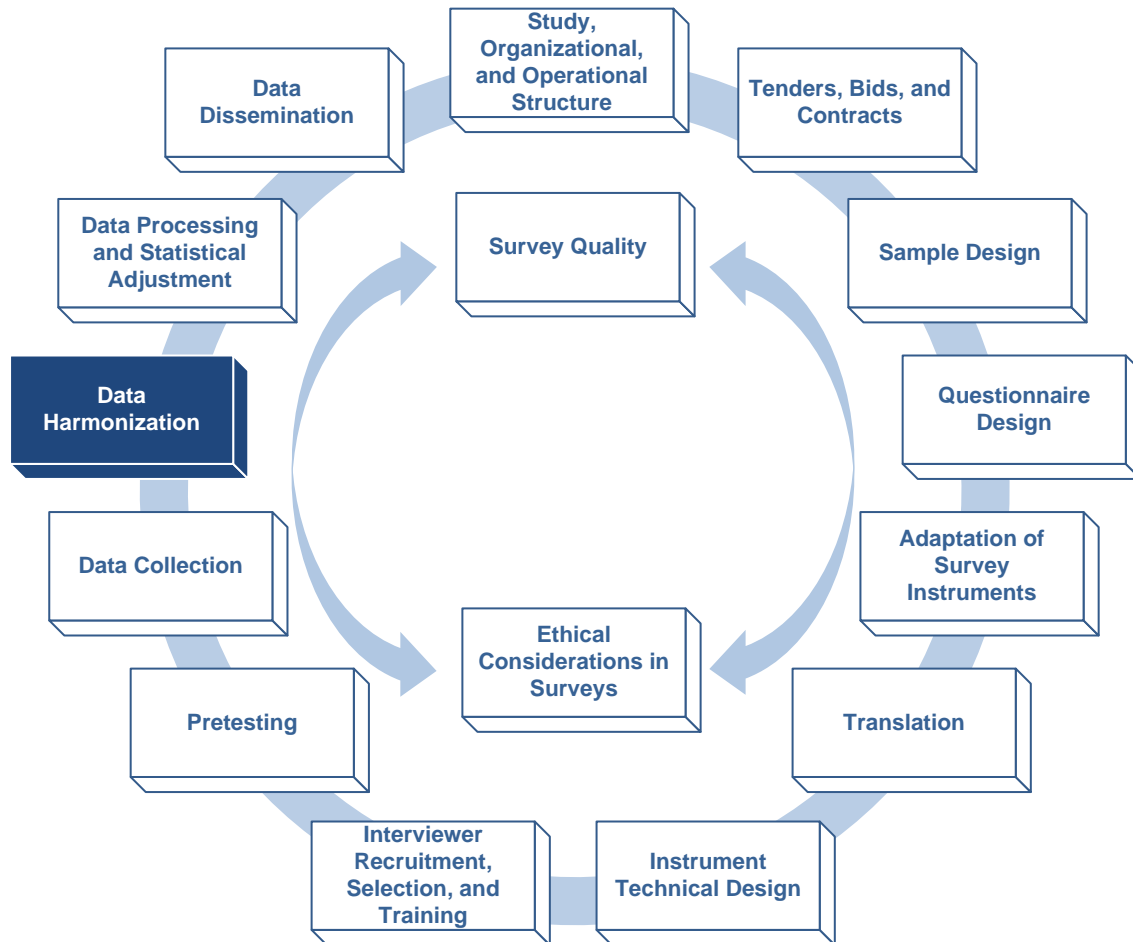 Study,
Organizational,
and Operational
Structure
Tenders, Bids, and
Contracts
Sample Design
Questionnaire
Design
Adaptation of
Survey
Instruments
Translation
Instrument
Technical Design
Interviewer
Recruitment,
Selection, and
Training
Pretesting
Data Collection
Data
Harmonization
Data Processing
and Statistical
Adjustment
Data
Dissemination
Survey Quality
Ethical
Considerations in
Surveys